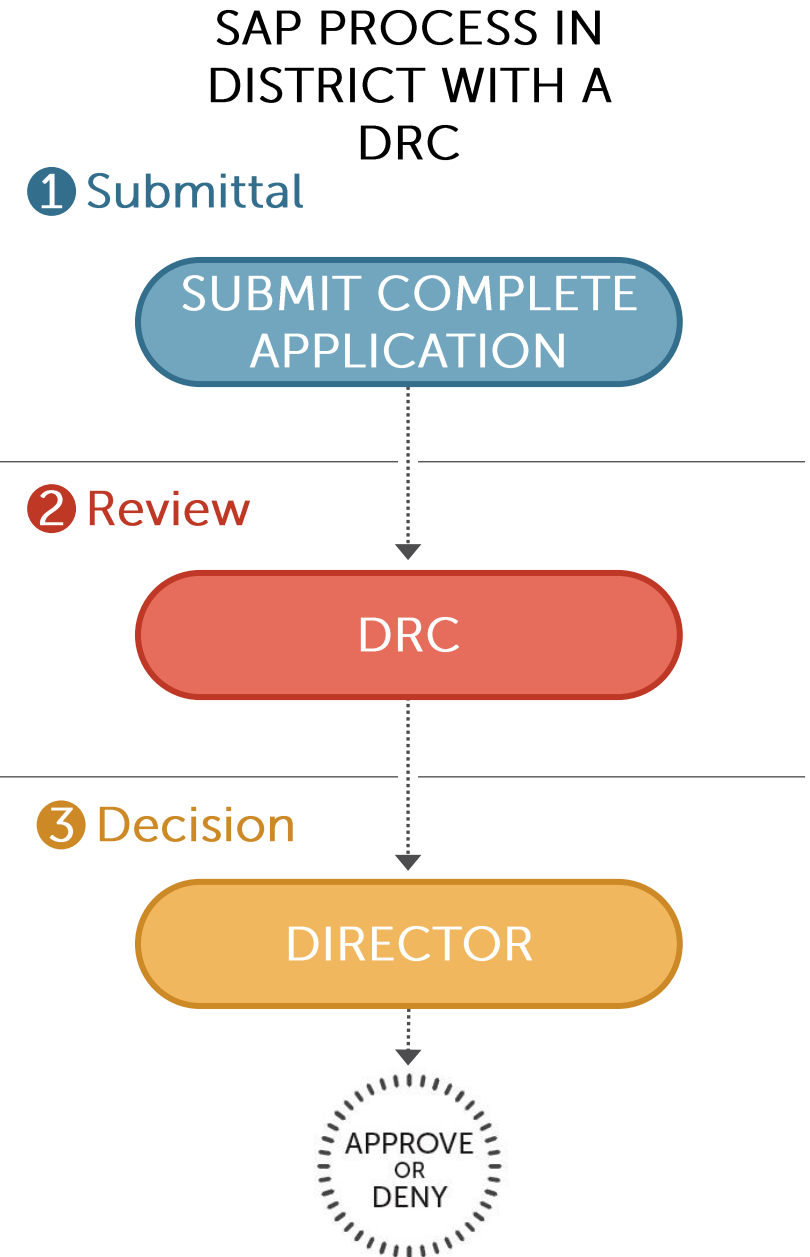 SAP PROCESS IN
DISTRICT WITH A
DRC
1 Submittal
SUBMIT COMPLETE
APPLICATION
2 Review
DRC
3 Decision
DIRECTOR
APPROVE
OR
DENY